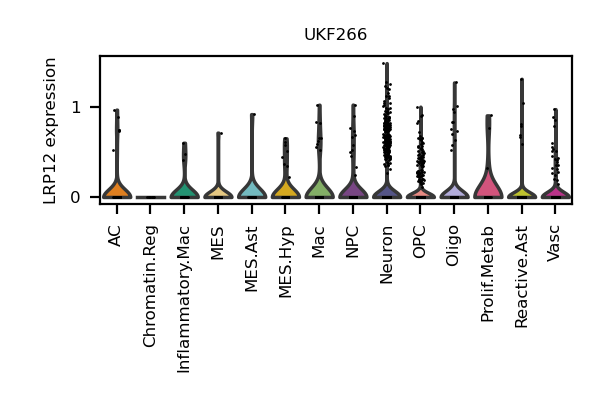 UKF266
LRP12 expression
1
0
AC
Chromatin.Reg
Inflammatory.Mac
MES
MES.Ast
MES.Hyp
Mac
NPC
Neuron
OPC
Oligo
Prolif.Metab
Reactive.Ast
Vasc